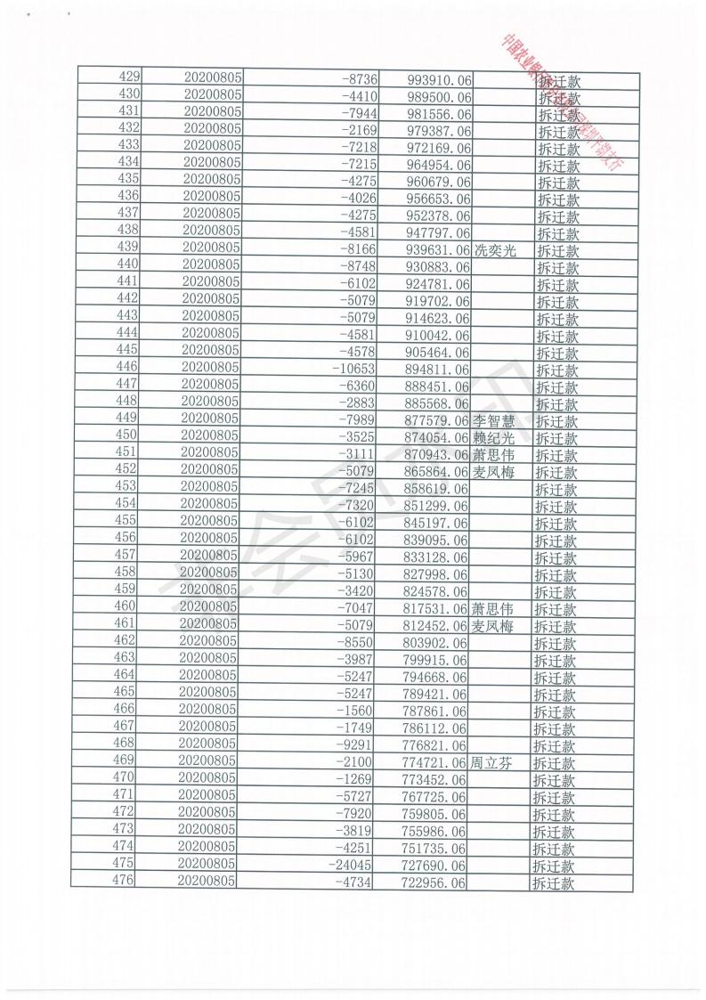 429 20200805 -8736 993910.06 拆迁款
430 20200805 -4410 989500.06 拆迁款
431 20200805 -7944 981556.06 拆迁款
432 20200805 -2169 979387.06 拆迁款
433 20200805 -7218 972169.06 拆迁款
434 20200805 -7215 964954.06 拆迁款
435 20200805 -4275 960679.06 拆迁款
436 20200805 -4026 956653.06 拆迁款
437 20200805 -4275 952378.06 拆迁款
438 20200805 -4581 947797.06 拆迁款
439 20200805 -8166 939631.06 冼奕光 拆迁款
440 20200805 -8748 930883.06 拆迁款
441 20200805 -6102 924781.06 拆迁款
442 20200805 -5079 919702.06 拆迁款
443 20200805 -5079 914623.06 拆迁款
444 20200805 -4581 910042.06 拆迁款
445 20200805 -4578 905464.06 拆迁款
446 20200805 -10653 894811.06 拆迁款
447 20200805 -6360 888451.06 拆迁款
448 20200805 -2883 885568.06 拆迁款
449 20200805 -7989 877579.06 李智慧 拆迁款
450 20200805 -3525 874054.06 赖纪光 拆迁款
451 20200805 -3111 870943.06 萧思伟 拆迁款
452 20200805 -5079 865864.06 麦凤梅 拆迁款
453 20200805 -7245 858619.06 拆迁款
454 20200805 -7320 851299.06 拆迁款
455 20200805 -6102 845197.06 拆迁款
456 20200805 -6102 839095.06 拆迁款
457 20200805 -5967 833128.06 拆迁款
458 20200805 -5130 827998.06 拆迁款
459 20200805 -3420 824578.06 拆迁款
460 20200805 -7047 817531.06 萧思伟 拆迁款
461 20200805 -5079 812452.06 麦凤梅 拆迁款
462 20200805 -8550 803902.06 拆迁款
463 20200805 -3987 799915.06 拆迁款
464 20200805 -5247 794668.06 拆迁款
465 20200805 -5247 789421.06 拆迁款
466 20200805 -1560 787861.06 拆迁款
467 20200805 -1749 786112.06 拆迁款
468 20200805 -9291 776821.06 拆迁款
469 20200805 -2100 774721.06 周立芬 拆迁款
470 20200805 -1269 773452.06 拆迁款
471 20200805 -5727 767725.06 拆迁款
472 20200805 -7920 759805.06 拆迁款
473 20200805 -3819 755986.06 拆迁款
474 20200805 -4251 751735.06 拆迁款
475 20200805 -24045 727690.06 拆迁款
476 20200805 -4734 722956.06 拆迁款
中国农业银行
非会员水印